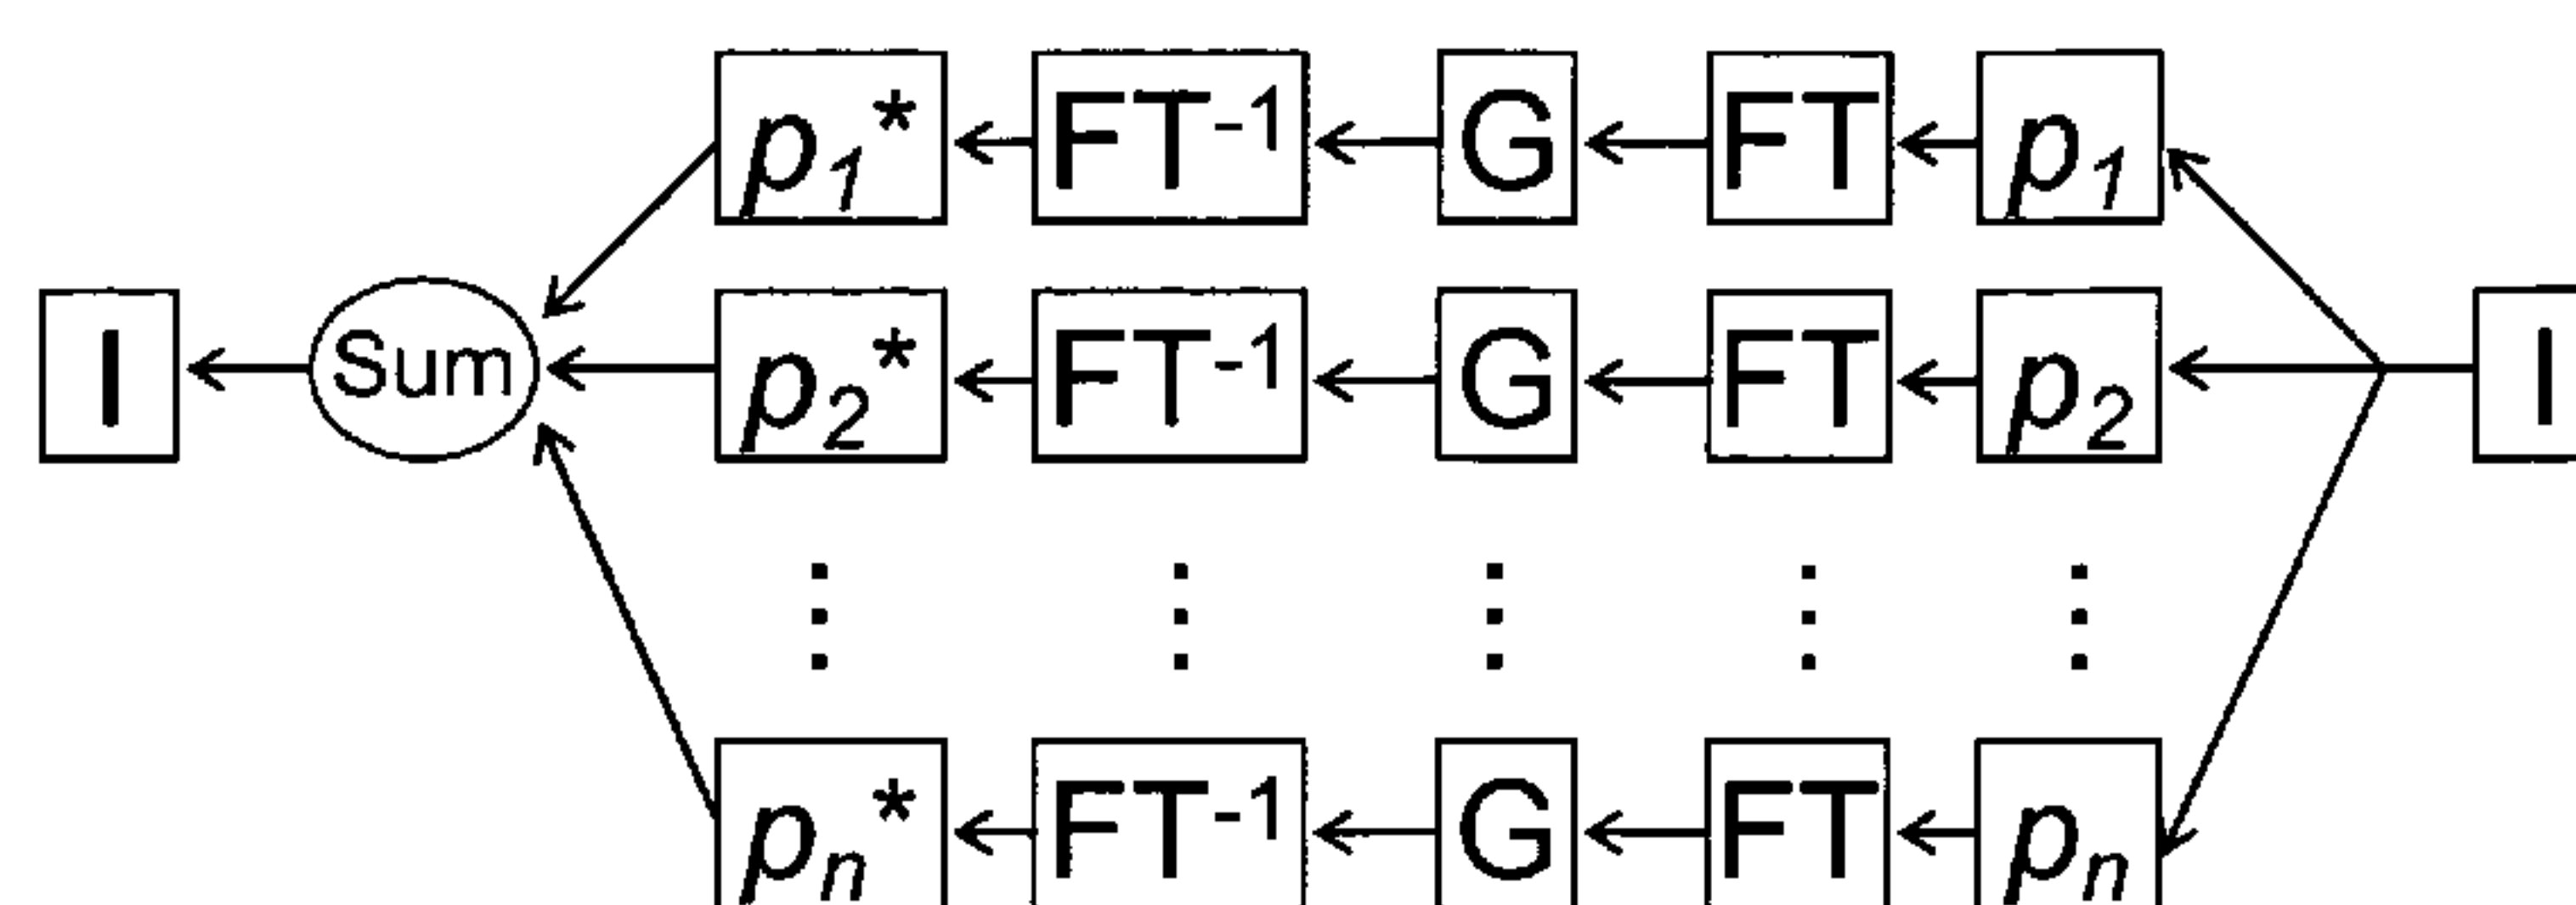 p1* FT-1 G FT p1
I Sum p2* FT-1 G FT p2 I
pn* FT-1 G FT pn